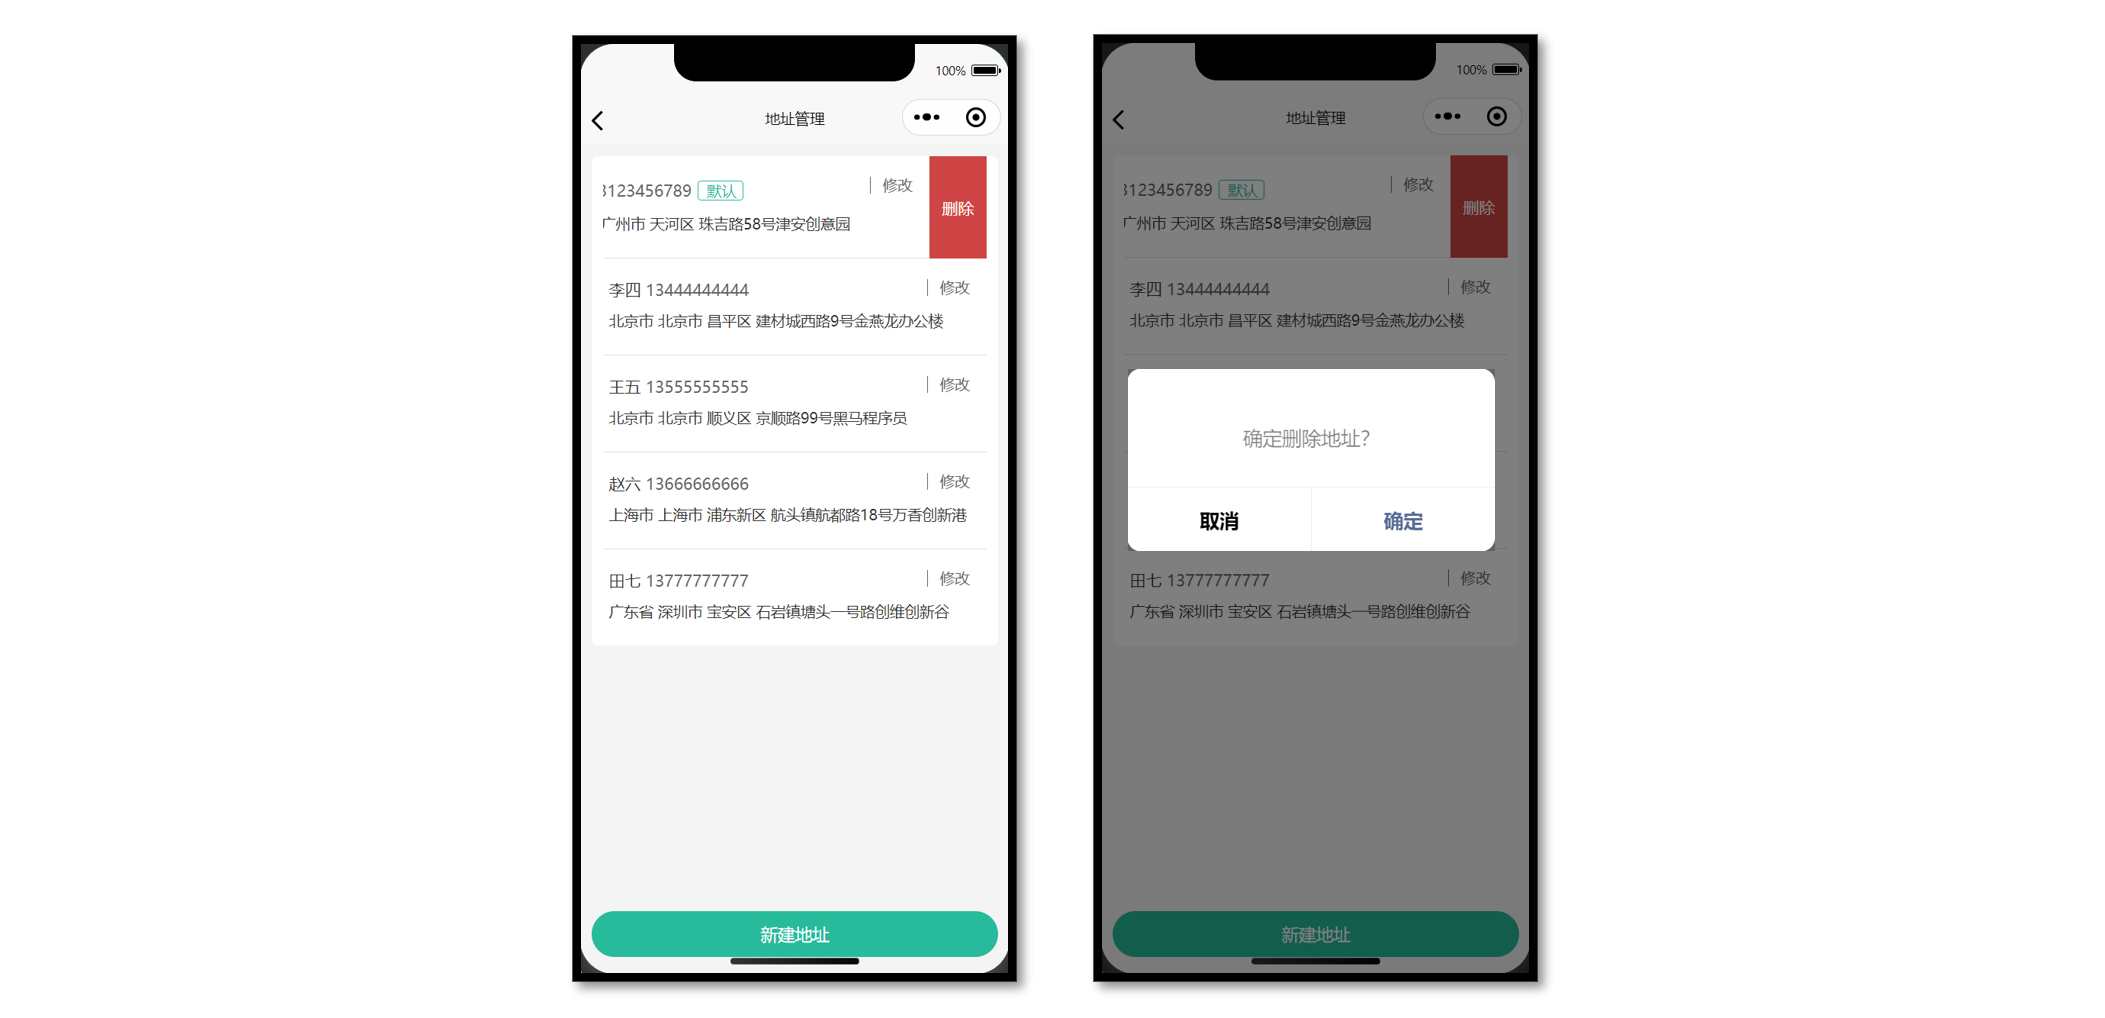 100%
地址管理
3123456789 默认
修改
删除
广州市 天河区 珠吉路58号津安创意园
李四 13444444444
修改
北京市 北京市 昌平区 建材城西路9号金燕龙办公楼
王五 13555555555
修改
北京市 北京市 顺义区 京顺路99号黑马程序员
赵六 13666666666
修改
上海市 上海市 浦东新区 航头镇航都路18号万香创新港
田七 13777777777
修改
广东省 深圳市 宝安区 石岩镇塘头一号路创维创新谷
新建地址
100%
地址管理
3123456789 默认
修改
删除
广州市 天河区 珠吉路58号津安创意园
李四 13444444444
修改
北京市 北京市 昌平区 建材城西路9号金燕龙办公楼
确定删除地址?
取消
确定
田七 13777777777
修改
广东省 深圳市 宝安区 石岩镇塘头一号路创维创新谷
新建地址